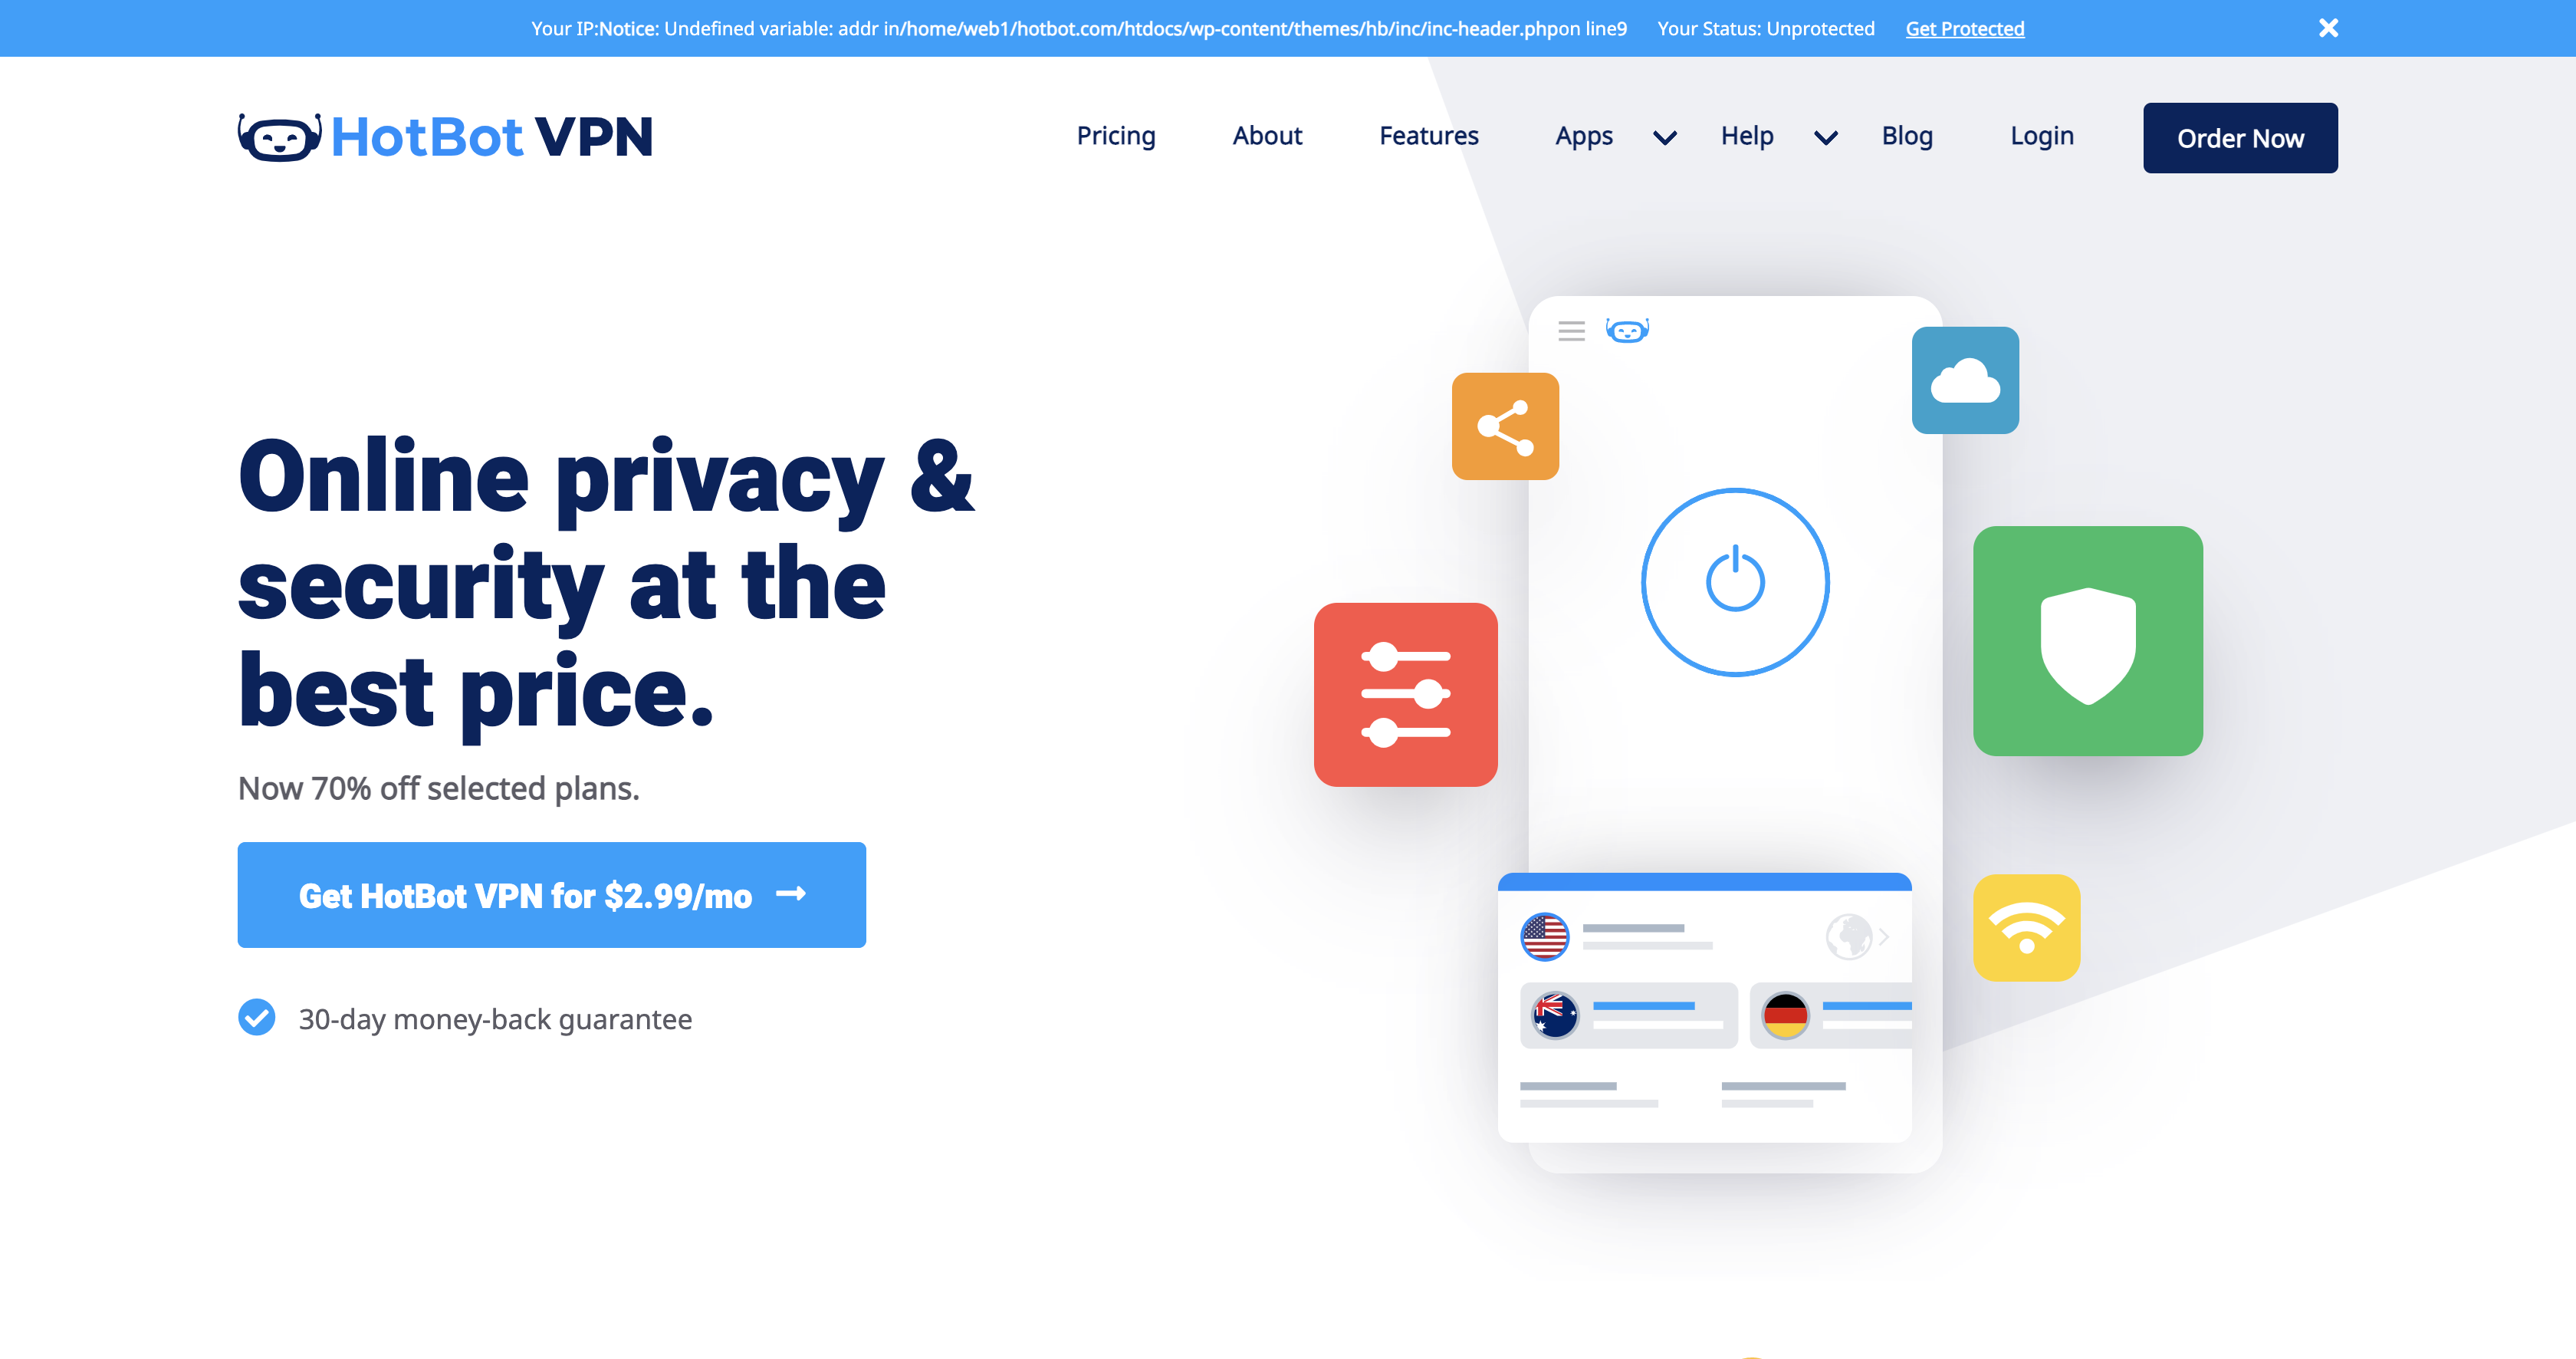 Your IP:Notice: Undefined variable: addr in/home/web1/hotbot.com/htdocs/wp-content/themes/hb/inc/inc-header.phpon line9 Your Status: Unprotected Get Protected
HotBot VPN Pricing About Features Apps Help Blog Login Order Now
Online privacy &
security at the
best price.
Now 70% off selected plans.
Get HotBot VPN for $2.99/mo
30-day money-back guarantee